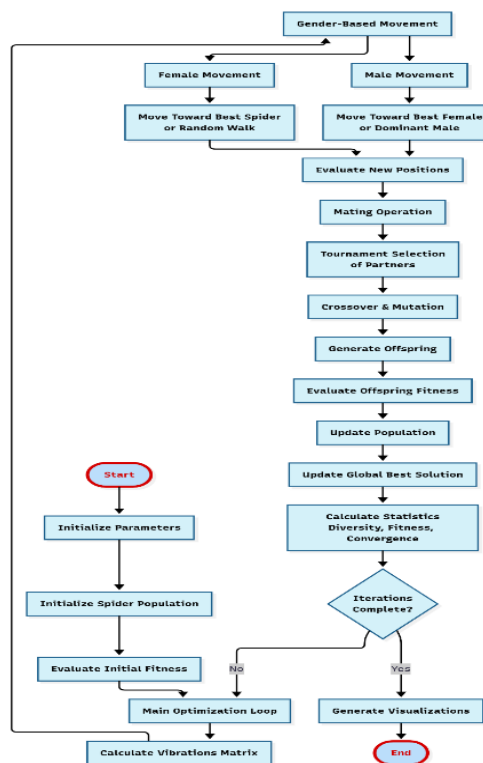 Gender-Based Movement
Female Movement
Male Movement
Move Toward Best Spider
or Random Walk
Move Toward Best Female
or Dominant Male
Evaluate New Positions
Mating Operation
Tournament Selection
of Partners
Crossover & Mutation
Generate Offspring
Evaluate Offspring Fitness
Update Population
Update Global Best Solution
Start
Calculate Statistics
Diversity, Fitness,
Convergence
Initialize Parameters
Iterations
Complete?
Initialize Spider Population
Evaluate Initial Fitness
No
Yes
Main Optimization Loop
Generate Visualizations
Calculate Vibrations Matrix
End